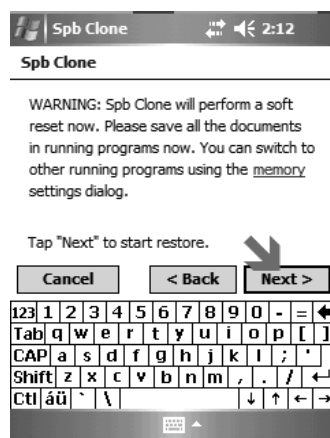 Spb Clone 2:12
Spb Clone
WARNING: Spb Clone will perform a soft
reset now. Please save all the documents
in running programs now. You can switch to
other running programs using the memory
settings dialog.
Tap "Next" to start restore.
Cancel < Back Next >
123 1 2 3 4 5 6 7 8 9 0 - = ←
Tab q w e r t y u i o p [ ]
CAP a s d f g h j k l ; '
Shift z x c v b n m , . / ↵
Ctl áü ` \ ↓ ↑ ← →